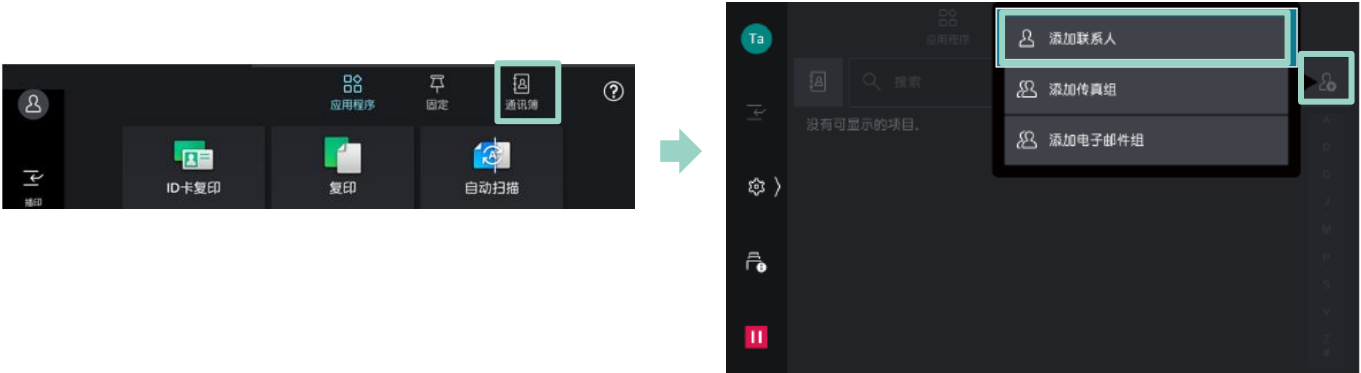 应用程序
固定
通讯簿
ID卡复印
复印
自动扫描
插印
Ta
应用程序
搜索
没有可显示的项目.
添加联系人
添加传真组
添加电子邮件组
A
D
G
J
M
P
S
V
Z
#